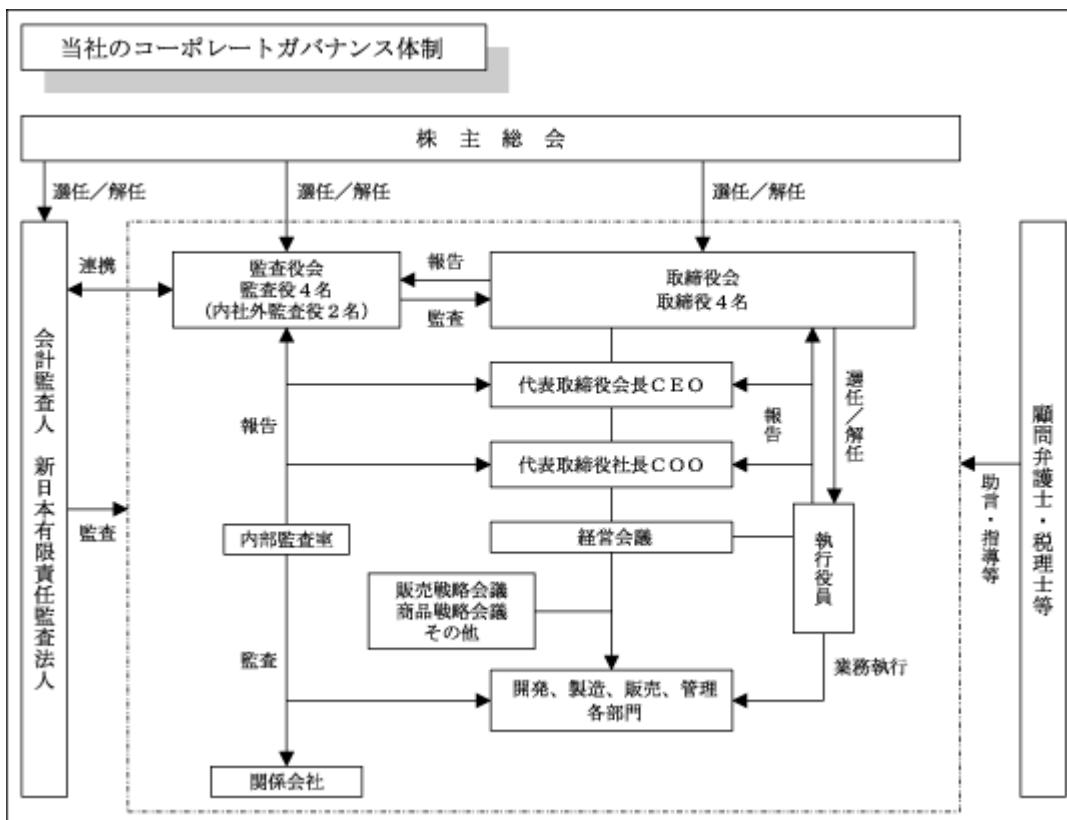 当社のコーポレートガバナンス体制
株主総会
選任／解任
選任／解任
選任／解任
会計監査人 新日本有限責任監査法人
連携
監査役会
監査役４名
(内社外監査役２名)
報告
監査
取締役会
取締役４名
代表取締役会長ＣＥＯ
選任／解任
報告
報告
代表取締役社長ＣＯＯ
顧問弁護士・税理士等
助言・指導等
監査
内部監査室
経営会議
執行役員
販売戦略会議
商品戦略会議
その他
監査
業務執行
開発、製造、販売、管理
各部門
関係会社